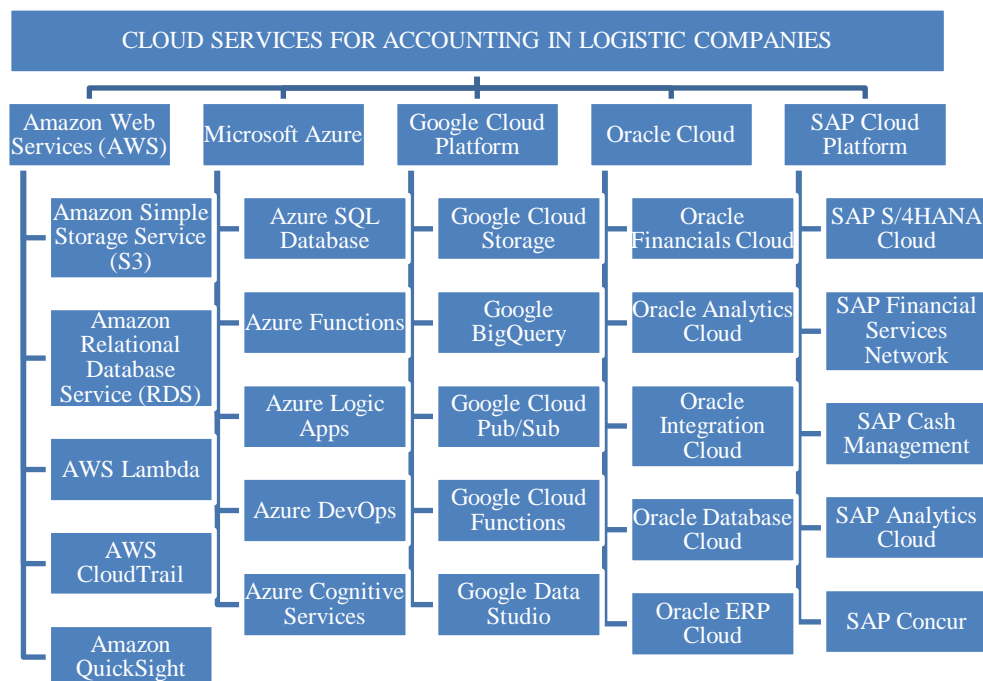 CLOUD SERVICES FOR ACCOUNTING IN LOGISTIC COMPANIES
Amazon Web
Services (AWS)
Amazon Simple
Storage Service
(S3)
Amazon
Relational
Database
Service (RDS)
AWS Lambda
AWS
CloudTrail
Amazon
QuickSight
Microsoft Azure
Azure SQL
Database
Azure Functions
Azure Logic
Apps
Azure DevOps
Azure Cognitive
Services
Google Cloud
Platform
Google Cloud
Storage
Google
BigQuery
Google Cloud
Pub/Sub
Google Cloud
Functions
Google Data
Studio
Oracle Cloud
Oracle
Financials Cloud
Oracle Analytics
Cloud
Oracle
Integration
Cloud
Oracle Database
Cloud
Oracle ERP
Cloud
SAP Cloud
Platform
SAP S/4HANA
Cloud
SAP Financial
Services
Network
SAP Cash
Management
SAP Analytics
Cloud
SAP Concur